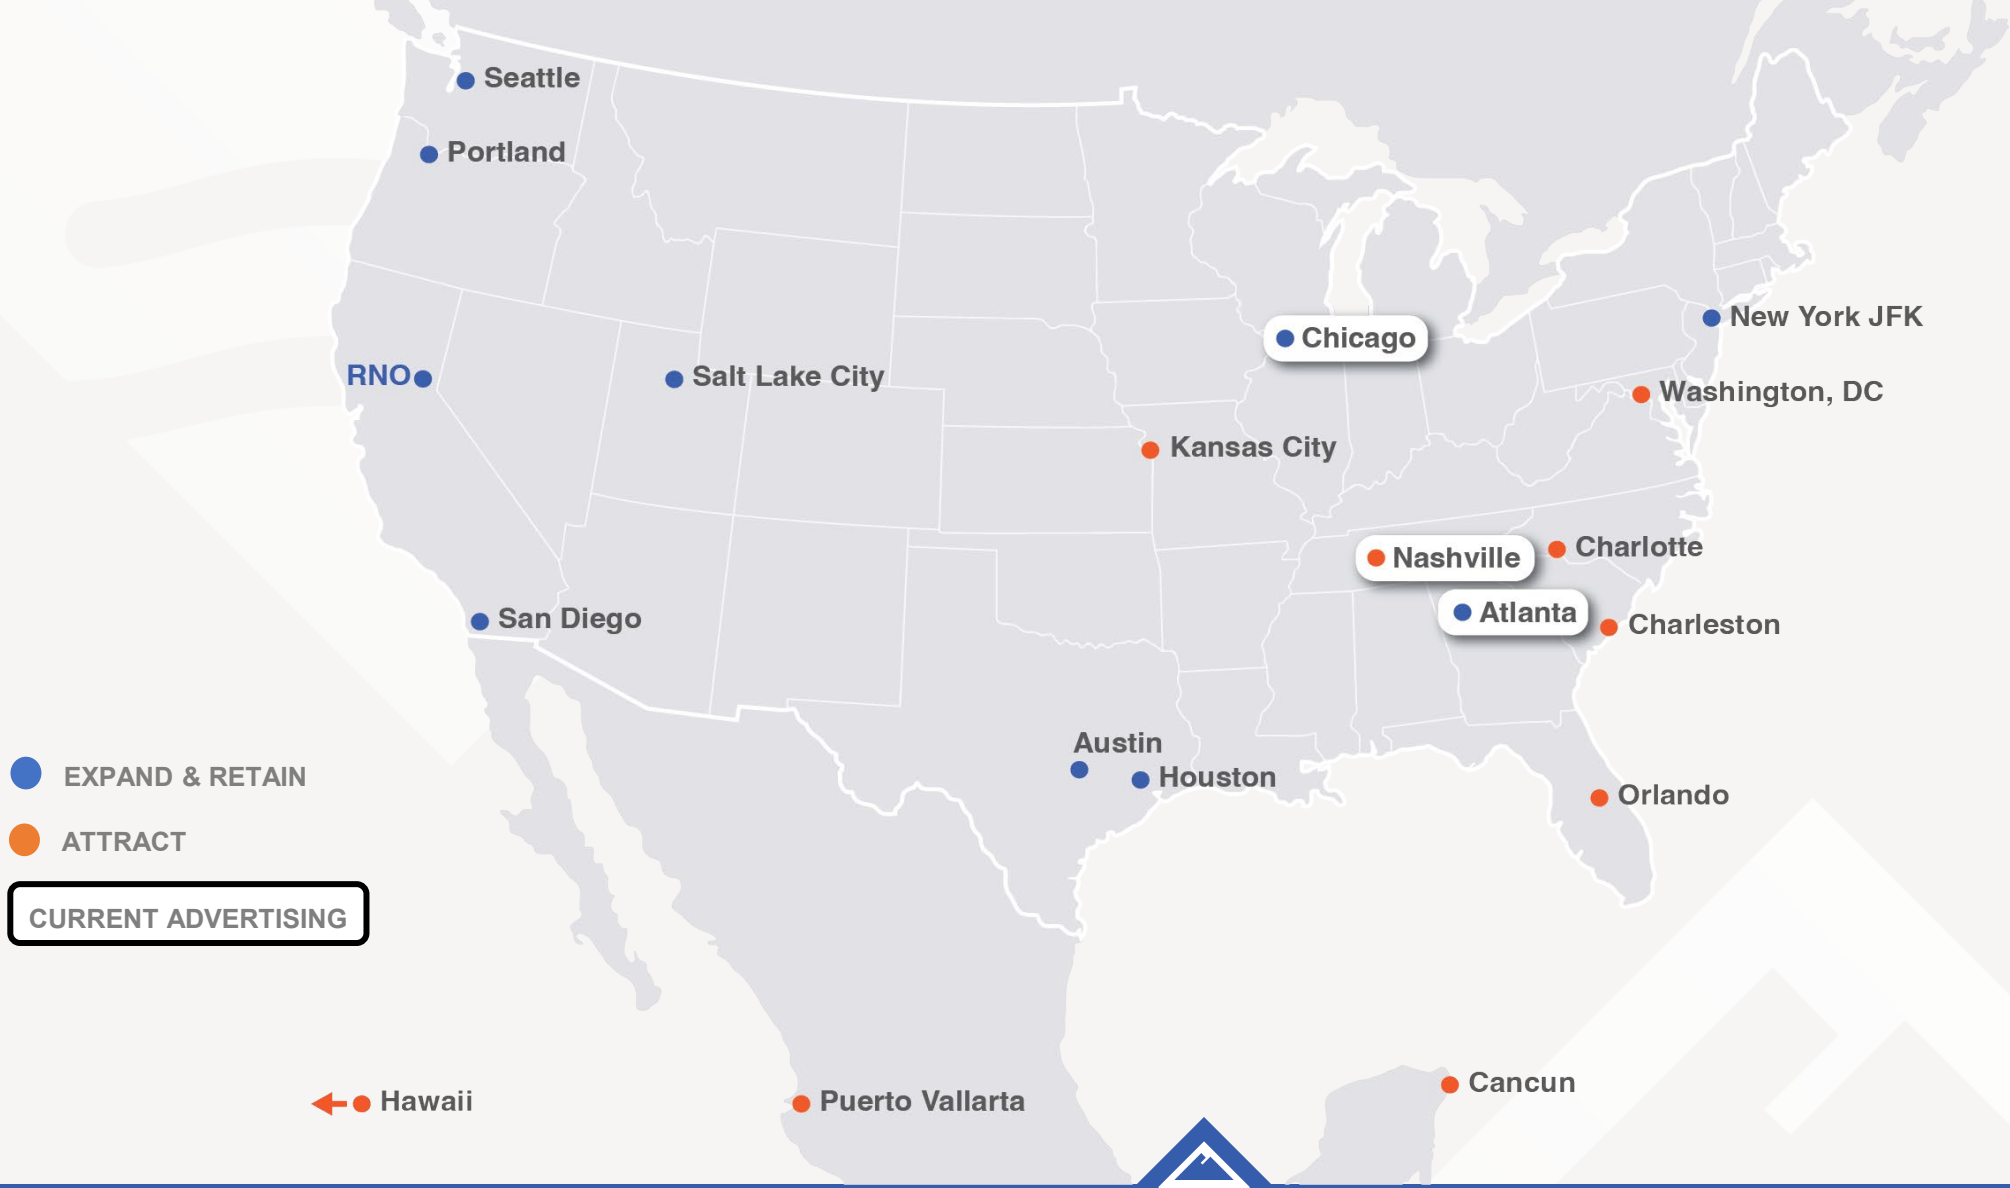 Seattle
Portland
New York JFK
Chicago
RNO
Salt Lake City
Washington, DC
Kansas City
Nashville
Charlotte
Atlanta
San Diego
Charleston
Austin
Houston
EXPAND & RETAIN
Orlando
ATTRACT
CURRENT ADVERTISING
Cancun
Hawaii
Puerto Vallarta